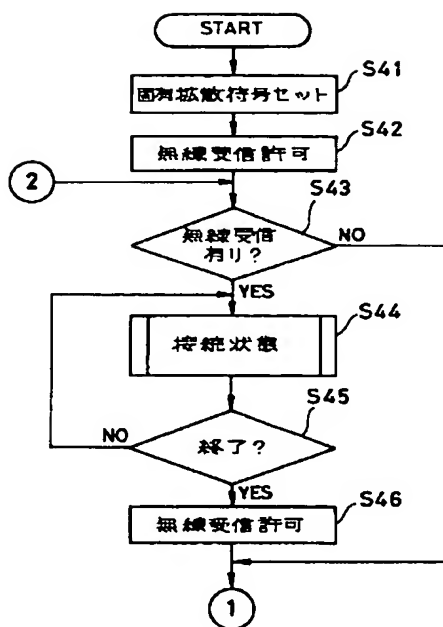 START
S41
固有拡散符号セット
S42
無線受信許可
2
S43
無線受信
有り?
NO
YES
S44
接続状態
S45
NO
終了?
YES
S46
無線受信許可
1